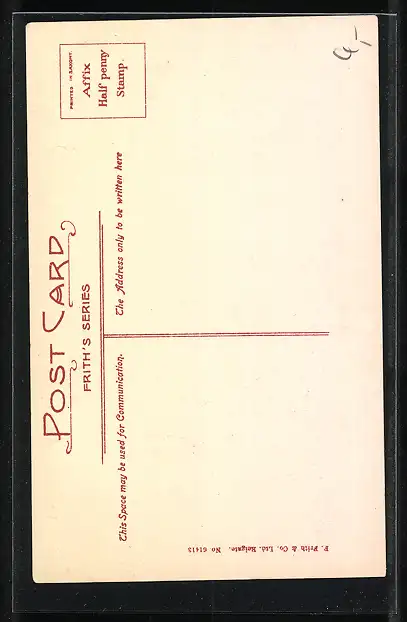 POST CARD
FRITH'S SERIES
PRINTED IN SAXONY.
Affix
Half penny
Stamp.
This Space may be used for Communication.
The Address only to be written here
F. Frith & Co. Ltd. Reigate. No 61415